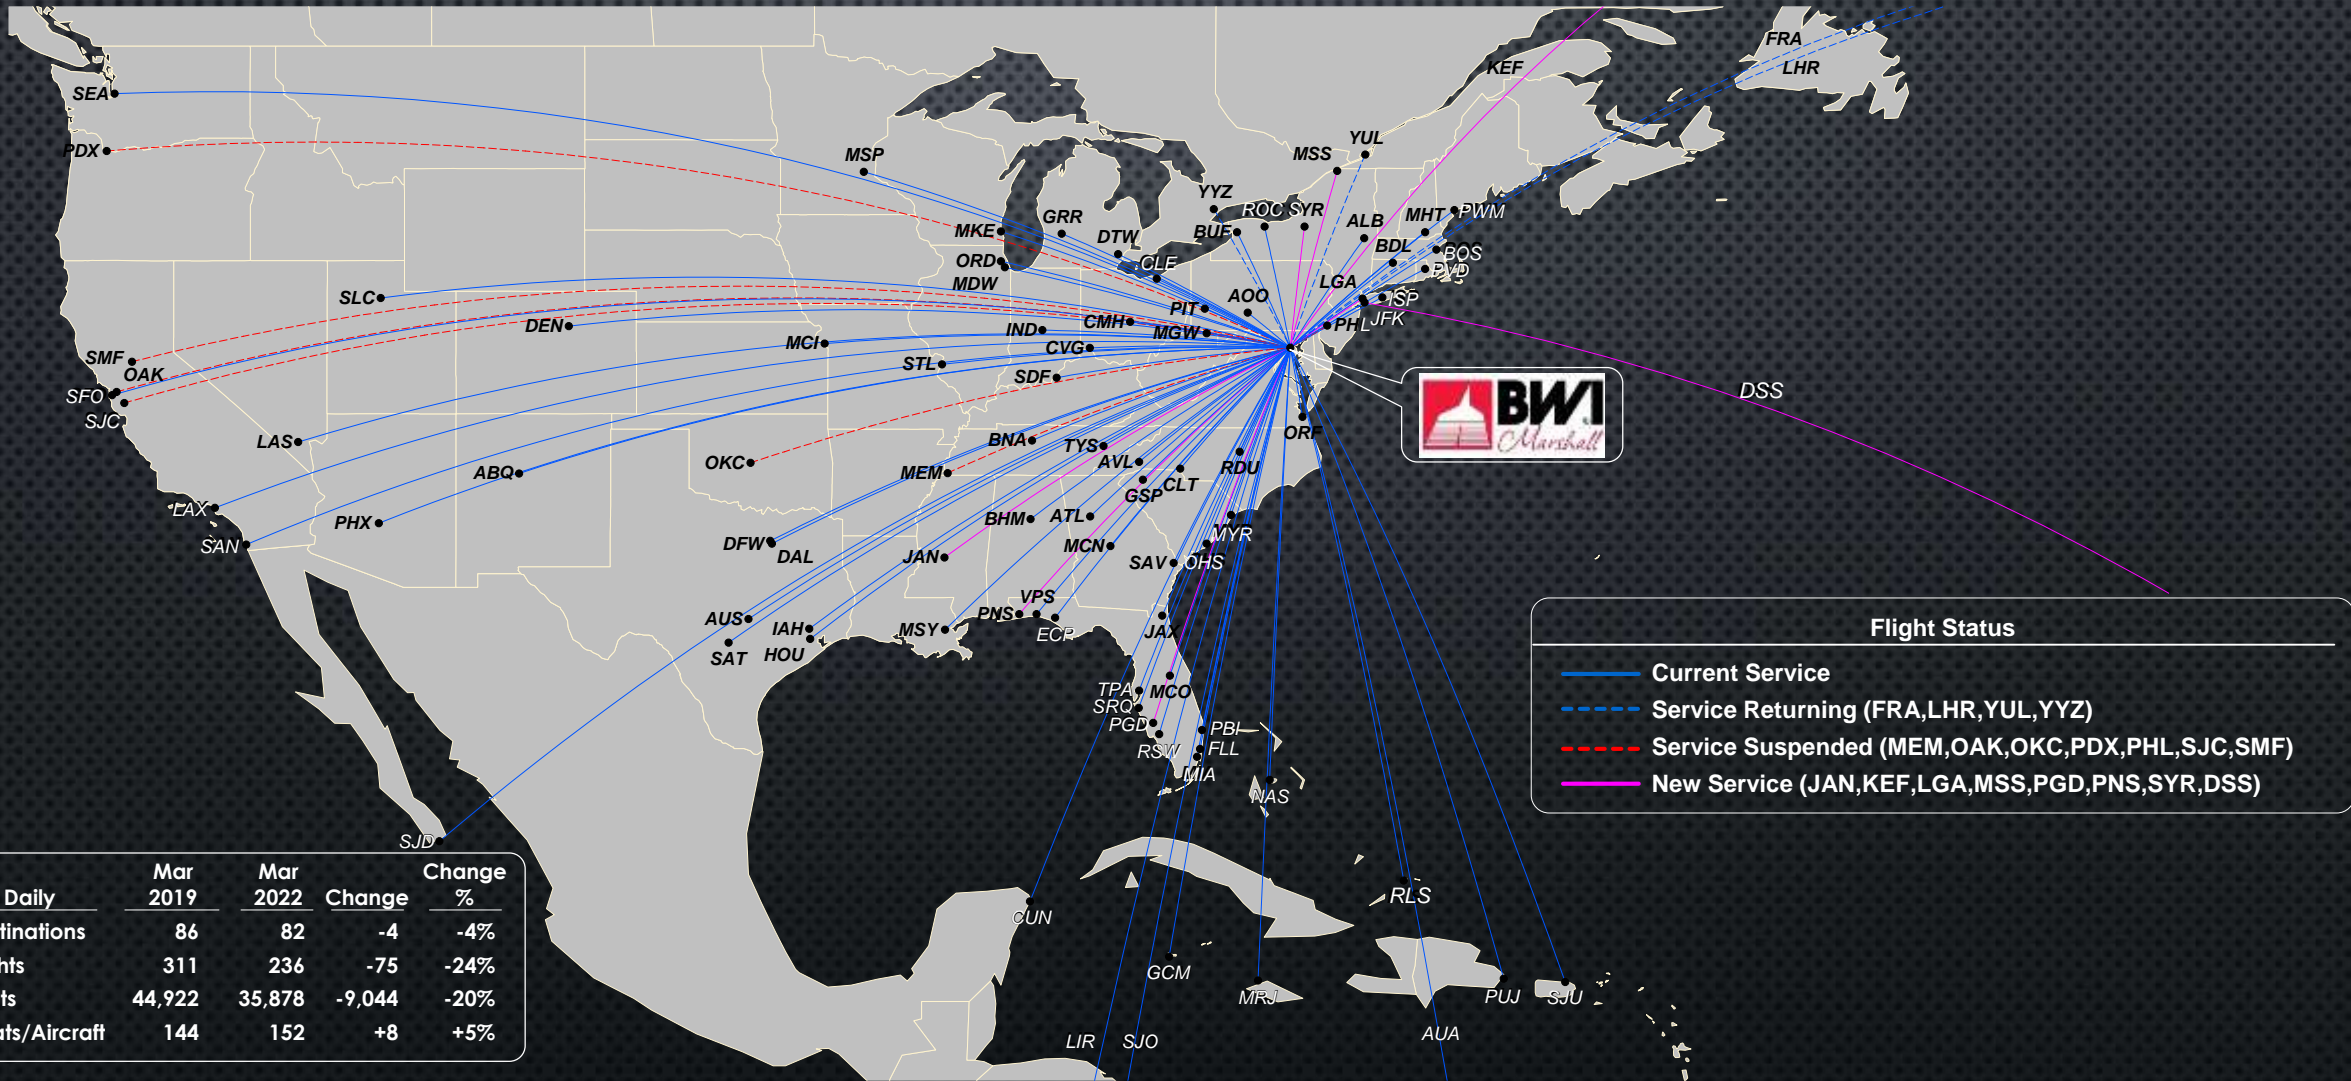 FRA
LHR
KEF
SEA
PDX
MSP
MSS
YUL
YYZ
GRR
ROC SYR
ALB
MHT
PWM
MKE
DTW
BUF
BDL
BOS
ORD
CLE
PVD
MDW
LGA
SLC
AOO
ISP
PIT
DEN
IND
CMH
MGW
PHL
JFK
MCI
SMF
STL
CVG
OAK
SDF
SFO
SJC
DSS
BWI
Marshall
LAS
BNA
TYS
ORF
OKC
ABQ
MEM
AVL
RDU
GSP
CLT
LAX
PHX
BHM
ATL
SAN
DFW
DAL
JAN
MCN
MYR
SAV
AUS
IAH
MSY
PNS
VPS
ECP
JAX
SAT
HOU
TPA
MCO
SRQ
PGD
PBI
RSW
FLL
MIA
NAS
SJD
CUN
RLS
GCM
MRJ
PUJ
SJU
LIR
SJO
AUA
Flight Status
Current Service
Service Returning (FRA,LHR,YUL,YYZ)
Service Suspended (MEM,OAK,OKC,PDX,PHL,SJC,SMF)
New Service (JAN,KEF,LGA,MSS,PGD,PNS,SYR,DSS)
Daily Mar 2019 Mar 2022 Change Change %
tinations 86 82 -4 -4%
hts 311 236 -75 -24%
ts 44,922 35,878 -9,044 -20%
ats/Aircraft 144 152 +8 +5%